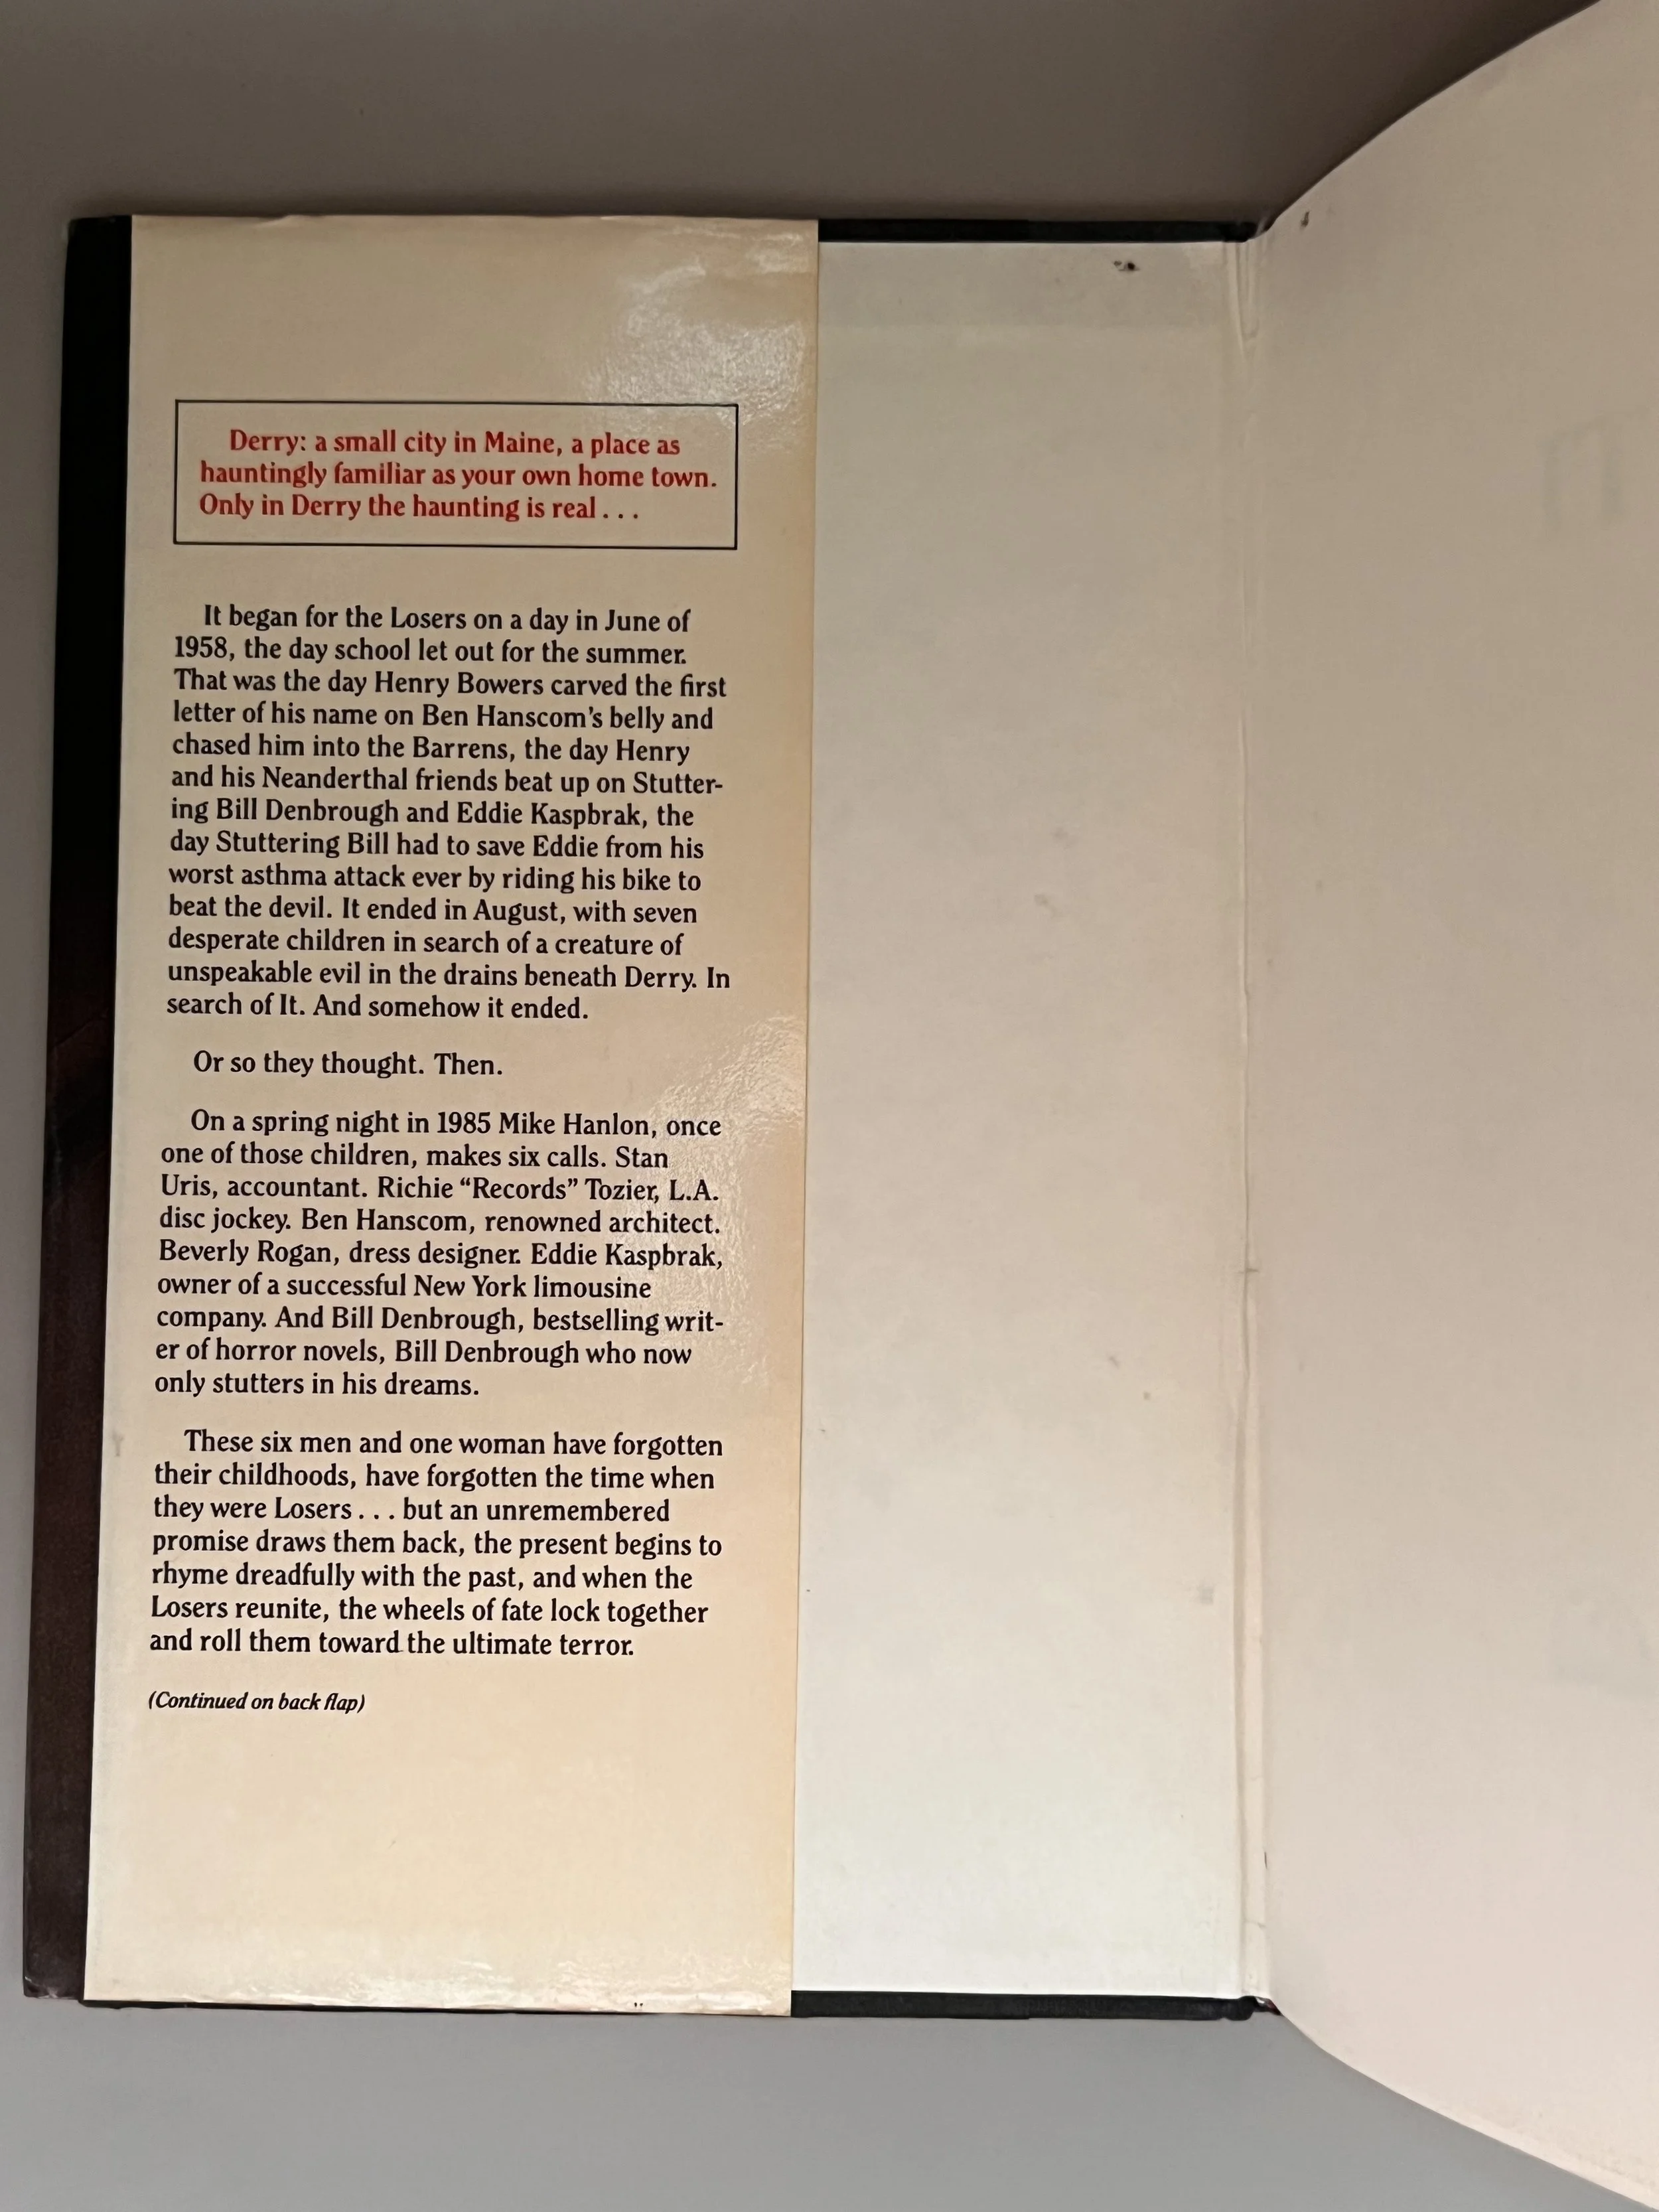 Derry: a small city in Maine, a place as
hauntingly familiar as your own home town.
Only in Derry the haunting is real . . .
It began for the Losers on a day in June of
1958, the day school let out for the summer.
That was the day Henry Bowers carved the first
letter of his name on Ben Hanscom's belly and
chased him into the Barrens, the day Henry
and his Neanderthal friends beat up on Stutter-
ing Bill Denbrough and Eddie Kaspbrak, the
day Stuttering Bill had to save Eddie from his
worst asthma attack ever by riding his bike to
beat the devil. It ended in August, with seven
desperate children in search of a creature of
unspeakable evil in the drains beneath Derry. In
search of It. And somehow it ended.
Or so they thought. Then.
On a spring night in 1985 Mike Hanlon, once
one of those children, makes six calls. Stan
Uris, accountant. Richie “Records” Tozier, L.A.
disc jockey. Ben Hanscom, renowned architect.
Beverly Rogan, dress designer. Eddie Kaspbrak,
owner of a successful New York limousine
company. And Bill Denbrough, bestselling writ-
er of horror novels, Bill Denbrough who now
only stutters in his dreams.
These six men and one woman have forgotten
their childhoods, have forgotten the time when
they were Losers . . . but an unremembered
promise draws them back, the present begins to
rhyme dreadfully with the past, and when the
Losers reunite, the wheels of fate lock together
and roll them toward the ultimate terror.
(Continued on back flap)